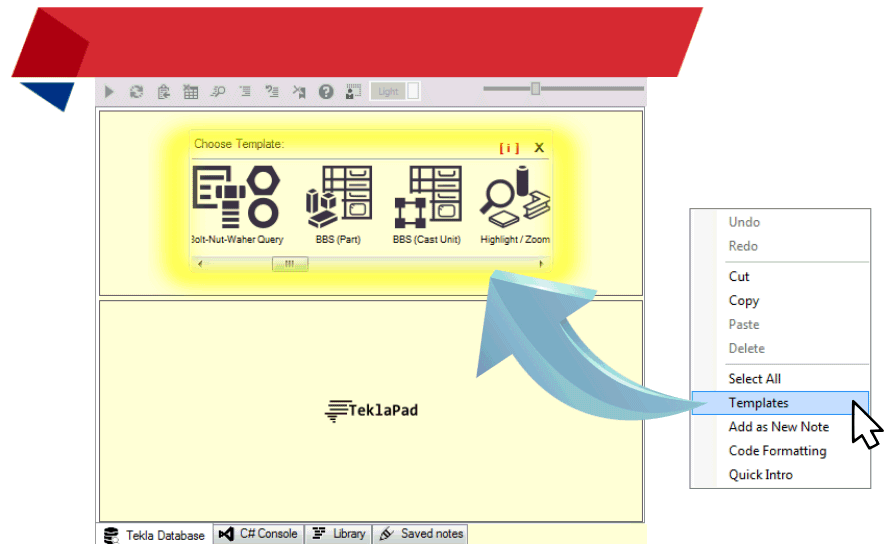 Light
Choose Template:
[ i ] X
Bolt-Nut-Waher Query
BBS (Part)
BBS (Cast Unit)
Highlight / Zoom
TeklaPad
Tekla Database
C# Console
Library
Saved notes
Undo
Redo
Cut
Copy
Paste
Delete
Select All
Templates
Add as New Note
Code Formatting
Quick Intro